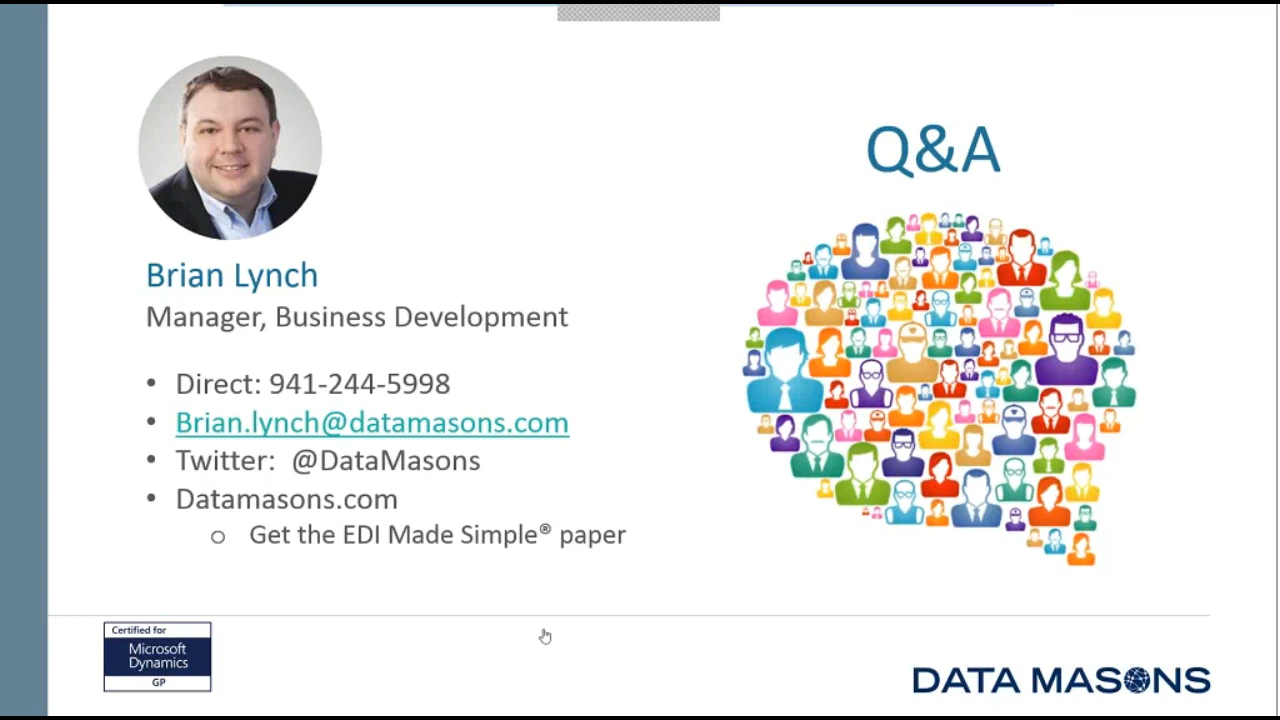 Q&A
Brian Lynch
Manager, Business Development
• Direct: 941-244-5998
• Brian.lynch@datamasons.com
• Twitter: @DataMasons
• Datamasons.com
o Get the EDI Made Simple® paper
Certified for
Microsoft
Dynamics
GP
DATA MASONS